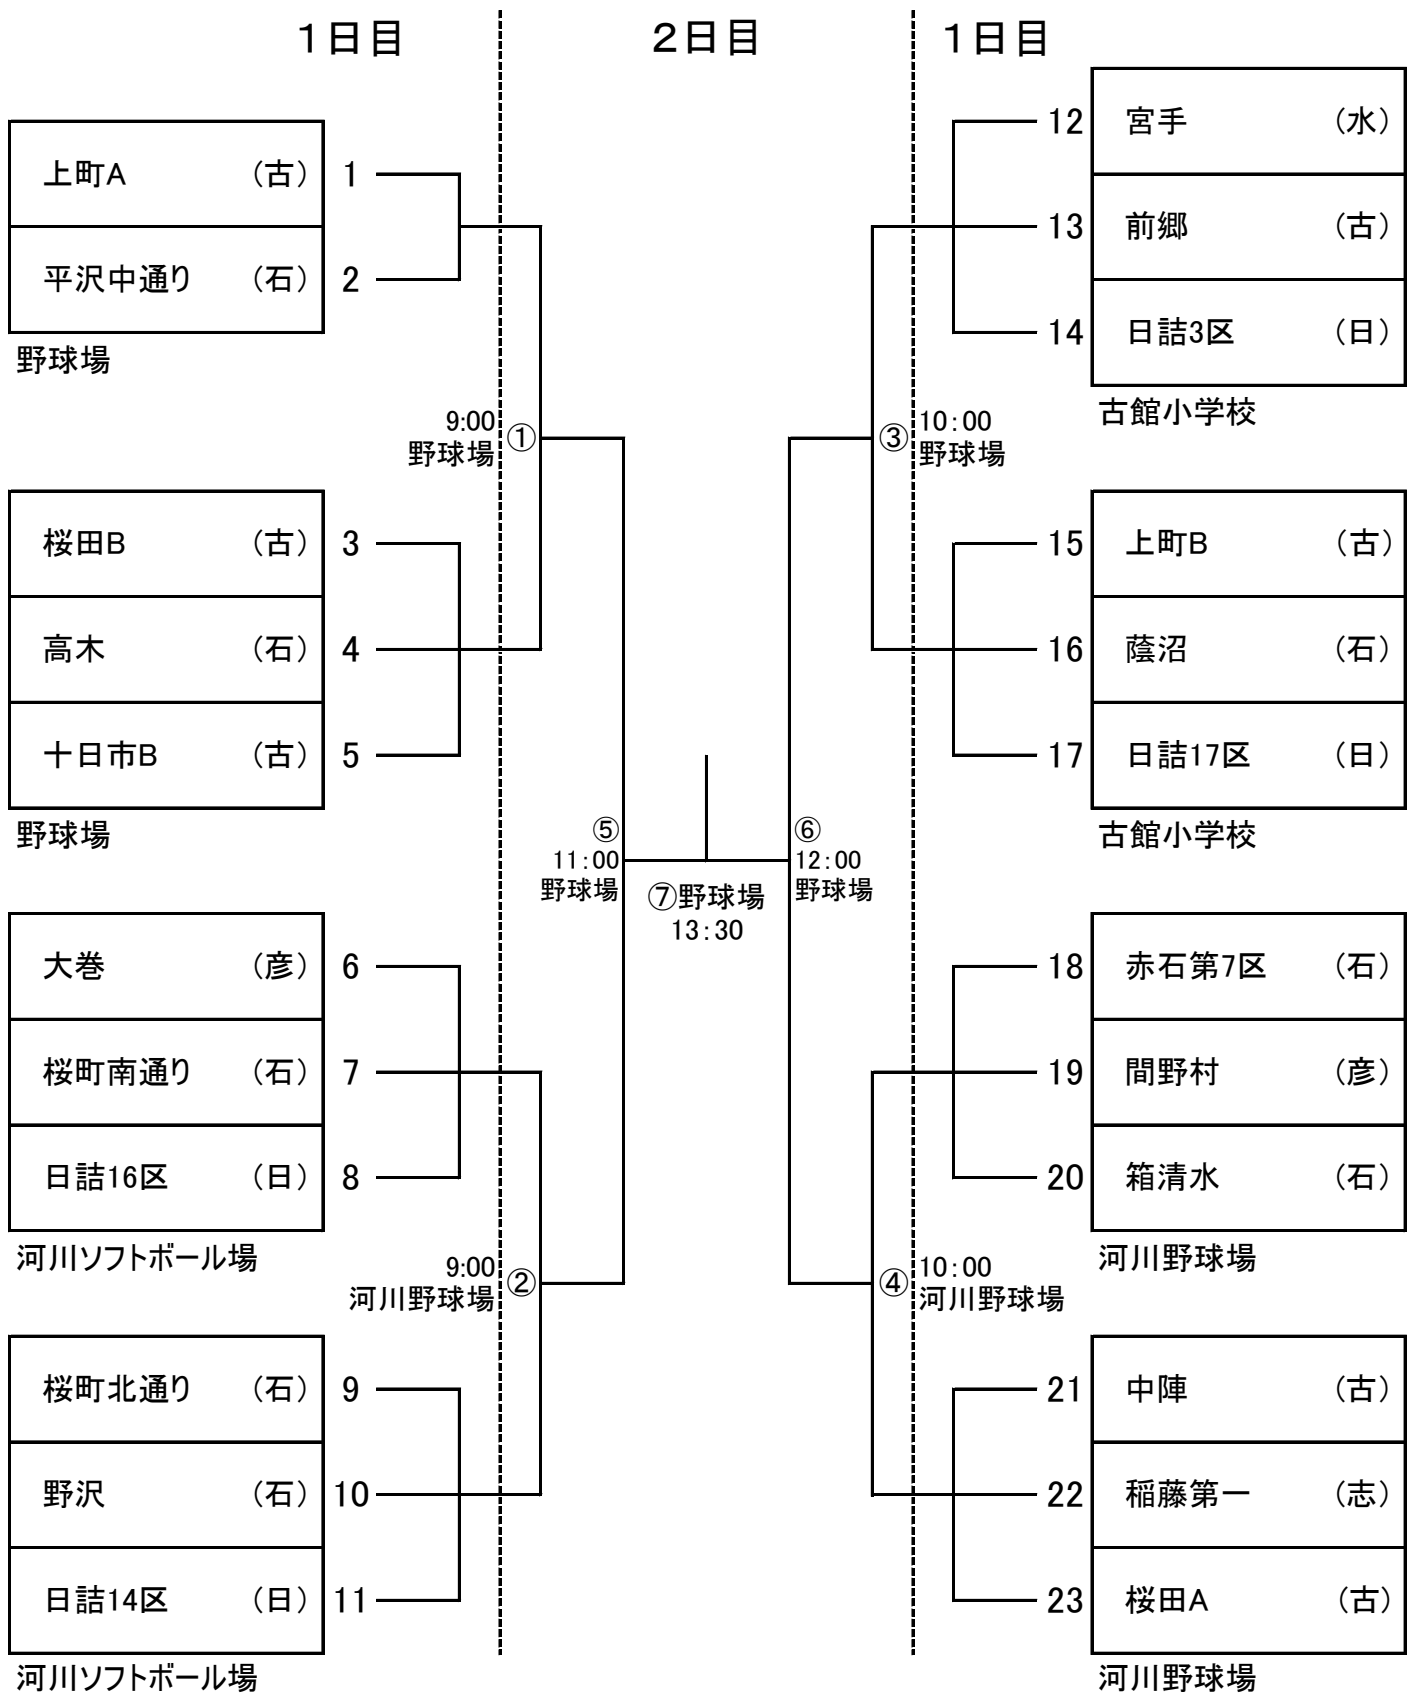 １日目
２日目
１日目
上町A （古） 1
平沢中通り （石） 2
野球場
桜田B （古） 3
高木 （石） 4
十日市B （古） 5
野球場
大巻 （彦） 6
桜町南通り （石） 7
日詰16区 （日） 8
河川ソフトボール場
桜町北通り （石） 9
野沢 （石） 10
日詰14区 （日） 11
河川ソフトボール場
9:00
野球場 ①
9:00
河川野球場 ②
⑤
11:00
野球場
⑦野球場
13:30
⑥
12:00
野球場
③ 10:00
野球場
④ 10:00
河川野球場
12 宮手 （水）
13 前郷 （古）
14 日詰3区 （日）
古館小学校
15 上町B （古）
16 蔭沼 （石）
17 日詰17区 （日）
古館小学校
18 赤石第7区 （石）
19 間野村 （彦）
20 箱清水 （石）
河川野球場
21 中陣 （古）
22 稲藤第一 （志）
23 桜田A （古）
河川野球場